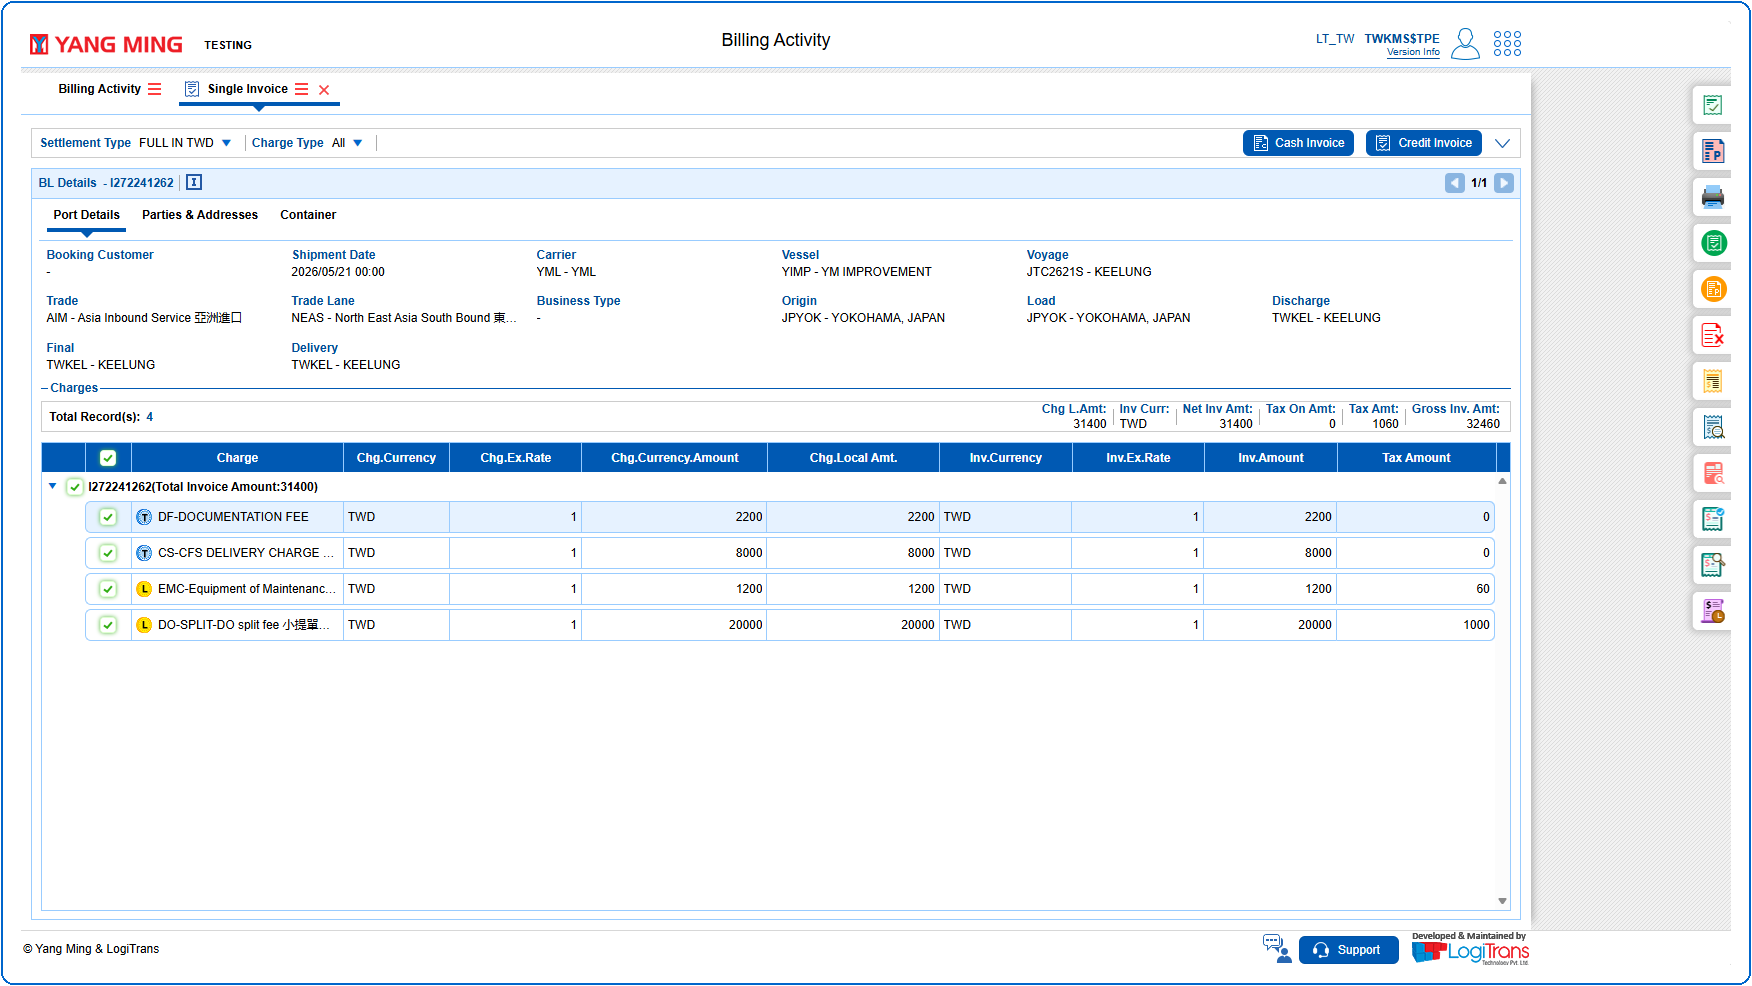 YANG MING TESTING
Billing Activity
LT_TW TWKMS$TPE
Version Info
Billing Activity
Single Invoice
Settlement Type FULL IN TWD Charge Type All
Cash Invoice
Credit Invoice
BL Details - I272241262
1/1
Port Details Parties & Addresses Container
Booking Customer Shipment Date Carrier Vessel Voyage
- 2026/05/21 00:00 YML - YML YIMP - YM IMPROVEMENT JTC2621S - KEELUNG
Trade Trade Lane Business Type Origin Load Discharge
AIM - Asia Inbound Service 亞洲進口 NEAS - North East Asia South Bound 東... - JPYOK - YOKOHAMA, JAPAN JPYOK - YOKOHAMA, JAPAN TWKEL - KEELUNG
Final Delivery
TWKEL - KEELUNG TWKEL - KEELUNG
Charges
Total Record(s): 4
Chg L.Amt: Inv Curr: Net Inv Amt: Tax On Amt: Tax Amt: Gross Inv. Amt:
31400 TWD 31400 0 1060 32460
Charge Chg.Currency Chg.Ex.Rate Chg.Currency.Amount Chg.Local Amt. Inv.Currency Inv.Ex.Rate Inv.Amount Tax Amount
I272241262(Total Invoice Amount:31400)
T DF-DOCUMENTATION FEE TWD 1 2200 2200 TWD 1 2200 0
T CS-CFS DELIVERY CHARGE ... TWD 1 8000 8000 TWD 1 8000 0
L EMC-Equipment of Maintenanc... TWD 1 1200 1200 TWD 1 1200 60
L DO-SPLIT-DO split fee 小提單... TWD 1 20000 20000 TWD 1 20000 1000
© Yang Ming & LogiTrans
Support
Developed & Maintained by
LogiTrans
Technology Pvt. Ltd.